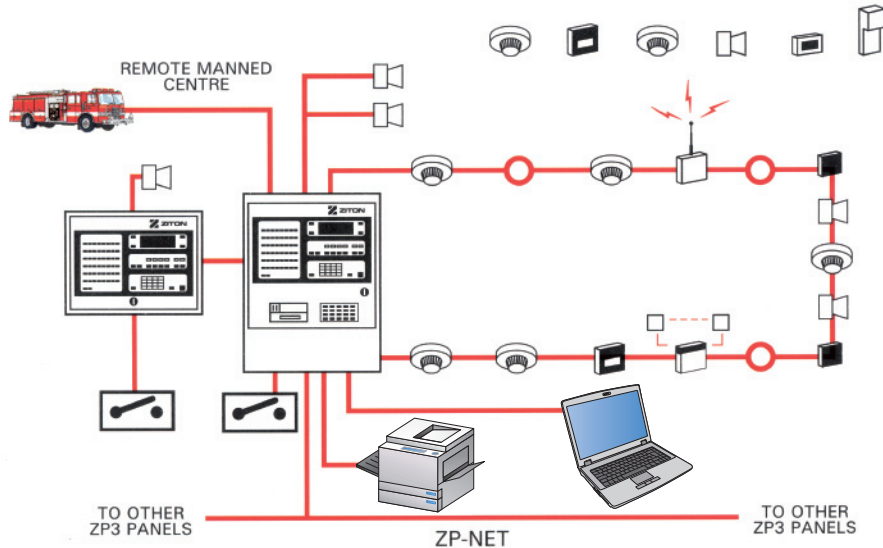 REMOTE MANNED
CENTRE
ZITON
ZITON
TO OTHER
ZP3 PANELS
ZP-NET
TO OTHER
ZP3 PANELS